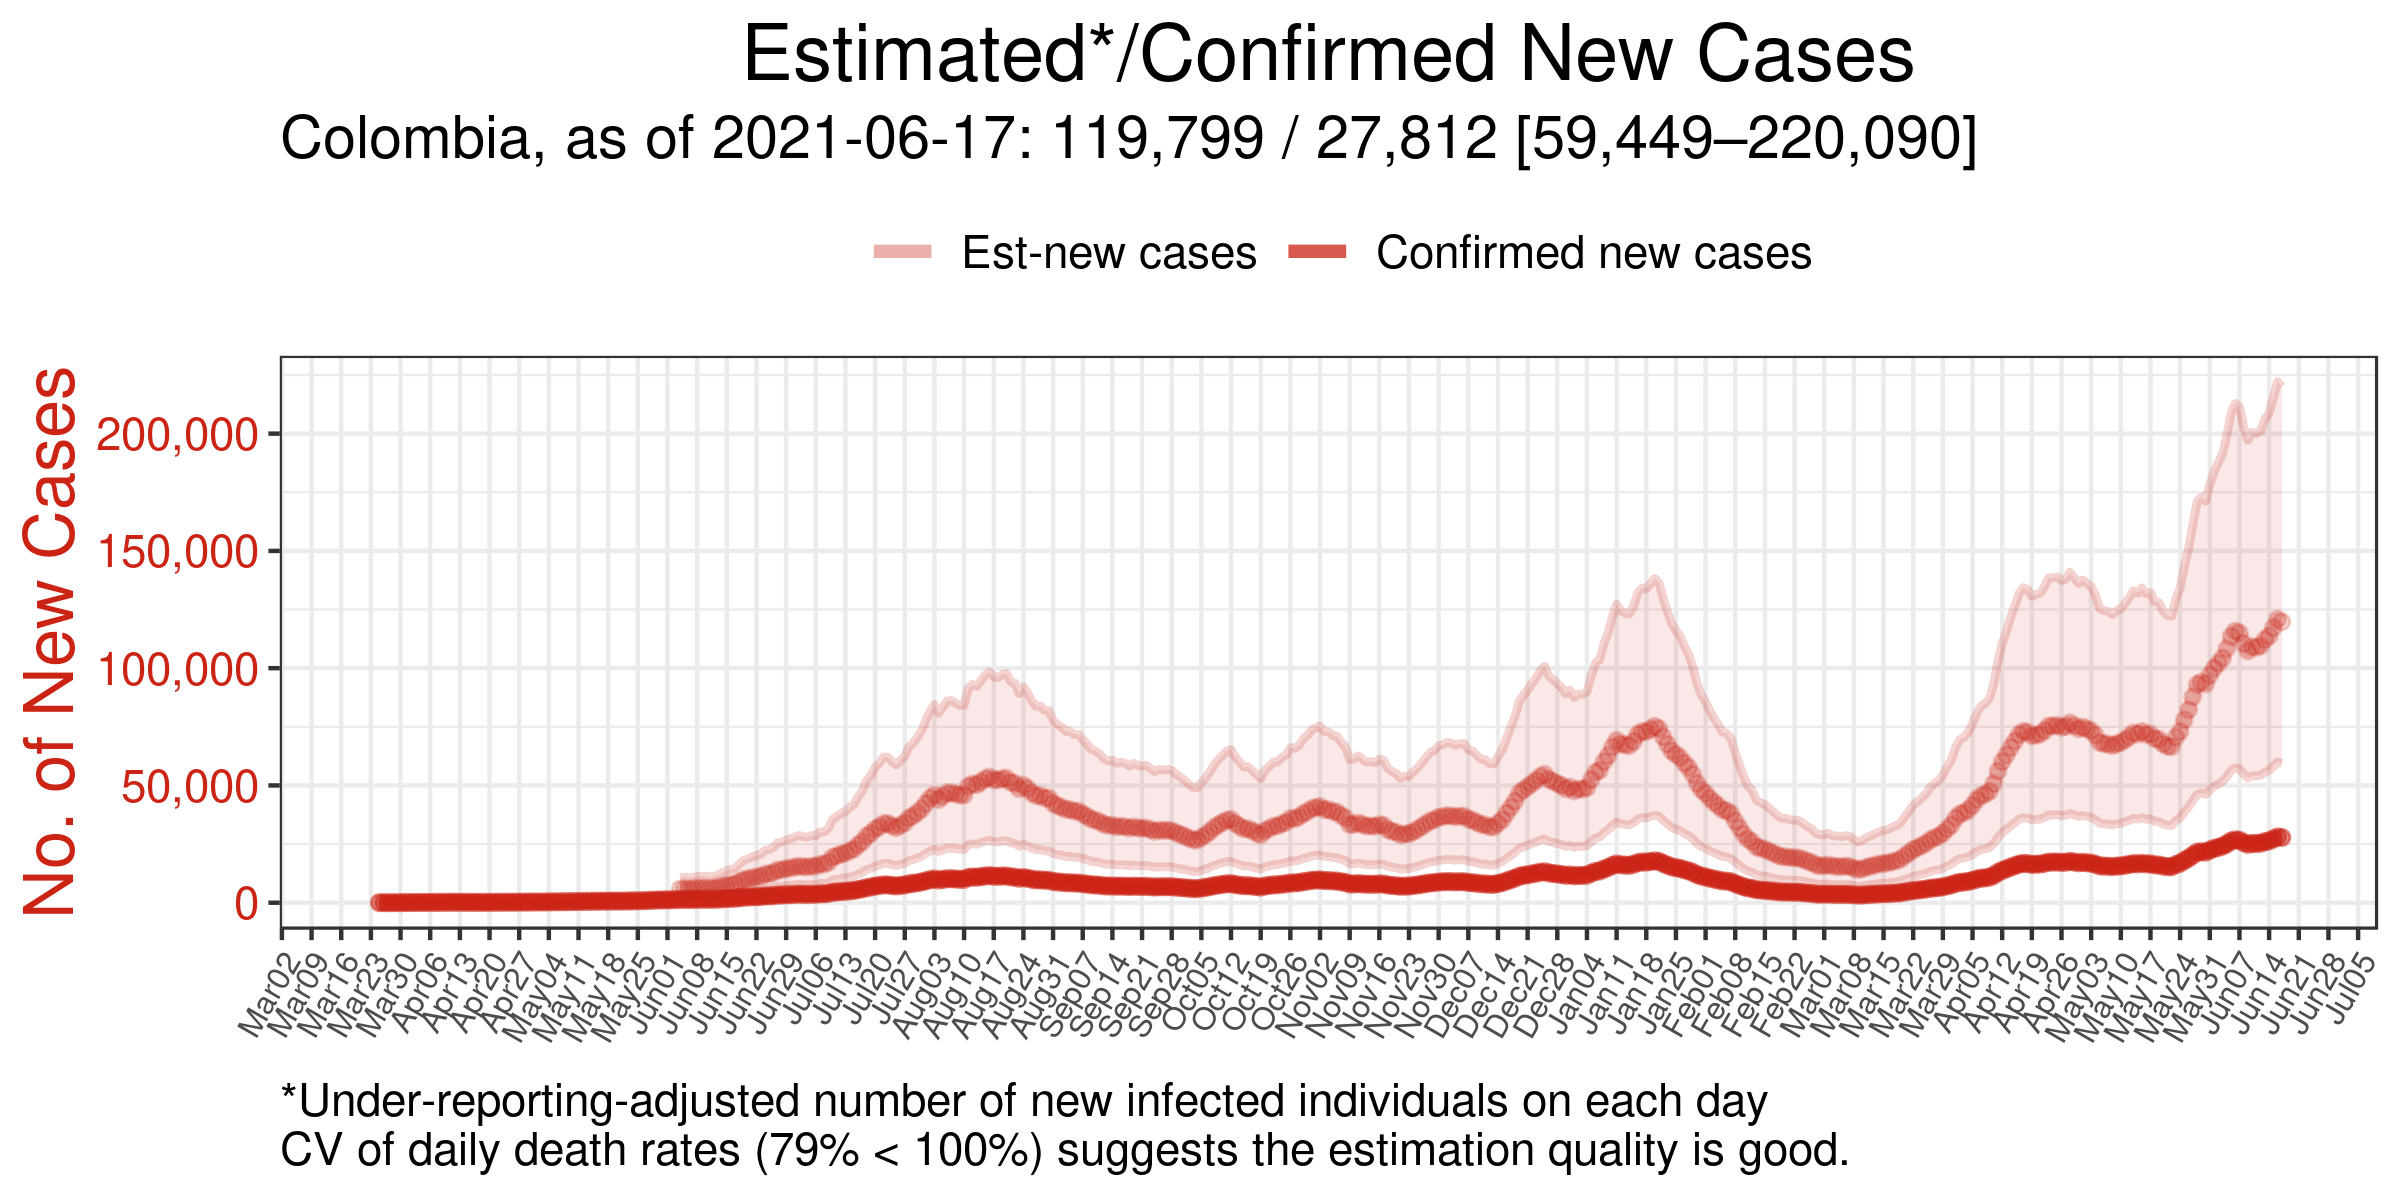 Estimated*/Confirmed New Cases
Colombia, as of 2021-06-17: 119,799 / 27,812 [59,449–220,090]
Est-new cases
Confirmed new cases
No. of New Cases
200,000
150,000
100,000
50,000
0
Mar02
Mar09
Mar16
Mar23
Mar30
Apr06
Apr13
Apr20
Apr27
May04
May11
May18
May25
Jun01
Jun08
Jun15
Jun22
Jun29
Jul06
Jul13
Jul20
Jul27
Aug03
Aug10
Aug17
Aug24
Aug31
Sep07
Sep14
Sep21
Sep28
Oct05
Oct12
Oct19
Oct26
Nov02
Nov09
Nov16
Nov23
Nov30
Dec07
Dec14
Dec21
Dec28
Jan04
Jan11
Jan18
Jan25
Feb01
Feb08
Feb15
Feb22
Mar01
Mar08
Mar15
Mar22
Mar29
Apr05
Apr12
Apr19
Apr26
May03
May10
May17
May24
May31
Jun07
Jun14
Jun21
Jun28
Jul05
*Under-reporting-adjusted number of new infected individuals on each day
CV of daily death rates (79% < 100%) suggests the estimation quality is good.